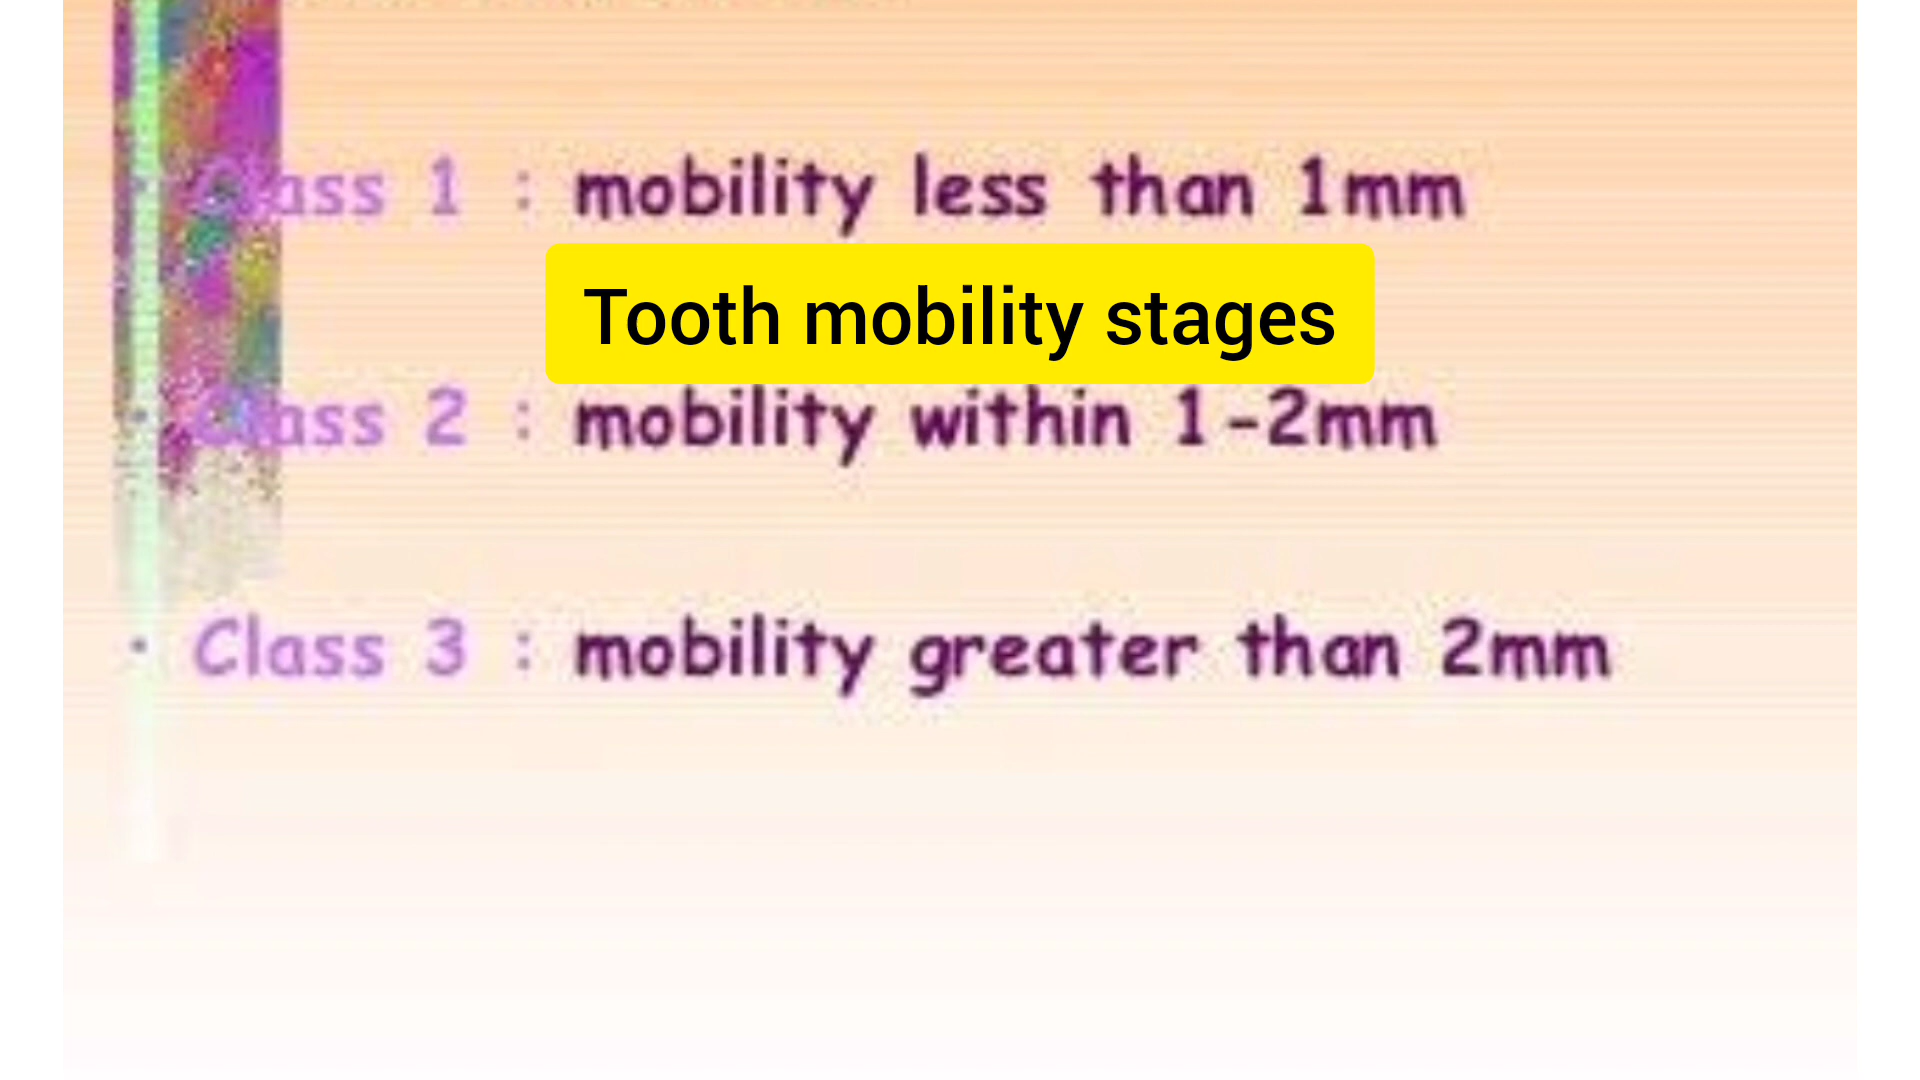 Class 1 : mobility less than 1mm
Tooth mobility stages
Class 2 : mobility within 1-2mm
Class 3 : mobility greater than 2mm